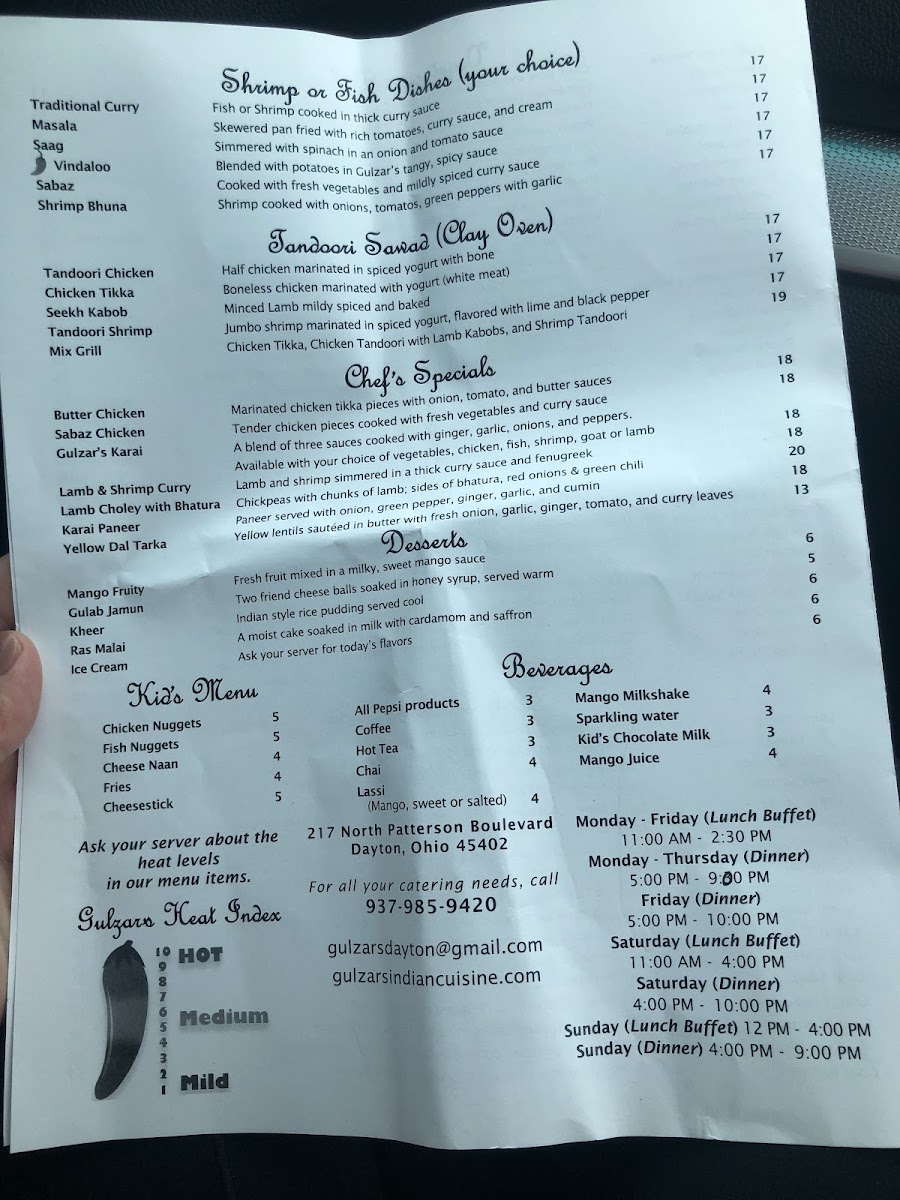 Shrimp or Fish Dishes (your choice)
Traditional Curry Fish or Shrimp cooked in thick curry sauce 17
Masala Skewered pan fried with rich tomatoes, curry sauce, and cream 17
Saag Simmered with spinach in an onion and tomato sauce 17
Vindaloo Blended with potatoes in Gulzar's tangy, spicy sauce 17
Sabaz Cooked with fresh vegetables and mildly spiced curry sauce 17
Shrimp Bhuna Shrimp cooked with onions, tomatos, green peppers with garlic 17
Tandoori Sawad (Clay Oven)
Tandoori Chicken Half chicken marinated in spiced yogurt with bone 17
Chicken Tikka Boneless chicken marinated with yogurt (white meat) 17
Seekh Kabob Minced Lamb mildy spiced and baked 17
Tandoori Shrimp Jumbo shrimp marinated in spiced yogurt, flavored with lime and black pepper 17
Mix Grill Chicken Tikka, Chicken Tandoori with Lamb Kabobs, and Shrimp Tandoori 19
Chef's Specials
Butter Chicken Marinated chicken tikka pieces with onion, tomato, and butter sauces 18
Sabaz Chicken Tender chicken pieces cooked with fresh vegetables and curry sauce 18
Gulzar's Karai A blend of three sauces cooked with ginger, garlic, onions, and peppers.
Available with your choice of vegetables, chicken, fish, shrimp, goat or lamb 18
Lamb & Shrimp Curry Lamb and shrimp simmered in a thick curry sauce and fenugreek 18
Lamb Choley with Bhatura Chickpeas with chunks of lamb; sides of bhatura, red onions & green chili 20
Karai Paneer Paneer served with onion, green pepper, ginger, garlic, and cumin 18
Yellow Dal Tarka Yellow lentils sautéed in butter with fresh onion, garlic, ginger, tomato, and curry leaves 13
Desserts
Mango Fruity Fresh fruit mixed in a milky, sweet mango sauce 6
Gulab Jamun Two friend cheese balls soaked in honey syrup, served warm 5
Kheer Indian style rice pudding served cool 6
Ras Malai A moist cake soaked in milk with cardamom and saffron 6
Ice Cream Ask your server for today's flavors 6
Kid's Menu
Chicken Nuggets 5
Fish Nuggets 5
Cheese Naan 4
Fries 4
Cheesestick 5
Beverages
All Pepsi products 3
Coffee 3
Hot Tea 3
Chai 4
Lassi
(Mango, sweet or salted) 4
Mango Milkshake 4
Sparkling water 3
Kid's Chocolate Milk 3
Mango Juice 4
Ask your server about the
heat levels
in our menu items.
Gulzars Heat Index
10 HOT
9
8
7
6 Medium
5
4
3
2 Mild
1
217 North Patterson Boulevard
Dayton, Ohio 45402
For all your catering needs, call
937-985-9420
gulzarsdayton@gmail.com
gulzarsindiancuisine.com
Monday - Friday (Lunch Buffet)
11:00 AM - 2:30 PM
Monday - Thursday (Dinner)
5:00 PM - 9:00 PM
Friday (Dinner)
5:00 PM - 10:00 PM
Saturday (Lunch Buffet)
11:00 AM - 4:00 PM
Saturday (Dinner)
4:00 PM - 10:00 PM
Sunday (Lunch Buffet) 12 PM - 4:00 PM
Sunday (Dinner) 4:00 PM - 9:00 PM